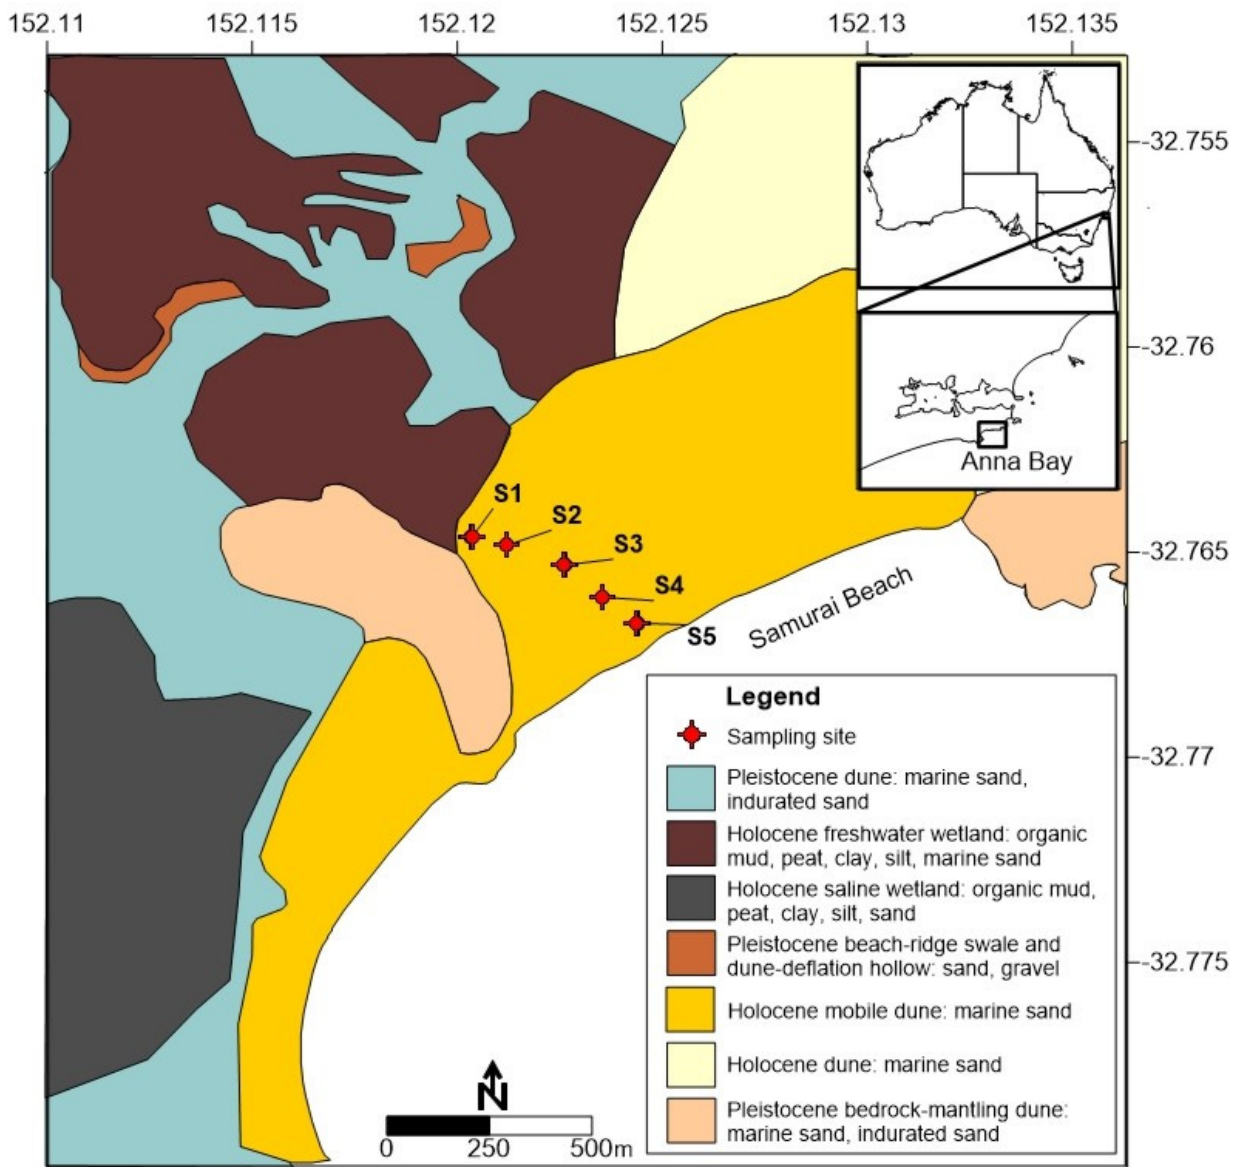 152.11 152.115 152.12 152.125 152.13 152.135
-32.755
-32.76
Anna Bay
S1
S2
S3
-32.765
S4
Samurai Beach
S5
Legend
Sampling site
-32.77
Pleistocene dune: marine sand,
indurated sand
Holocene freshwater wetland: organic
mud, peat, clay, silt, marine sand
Holocene saline wetland: organic mud,
peat, clay, silt, sand
Pleistocene beach-ridge swale and
dune-deflation hollow: sand, gravel
-32.775
Holocene mobile dune: marine sand
Holocene dune: marine sand
Pleistocene bedrock-mantling dune:
marine sand, indurated sand
N
0 250 500m